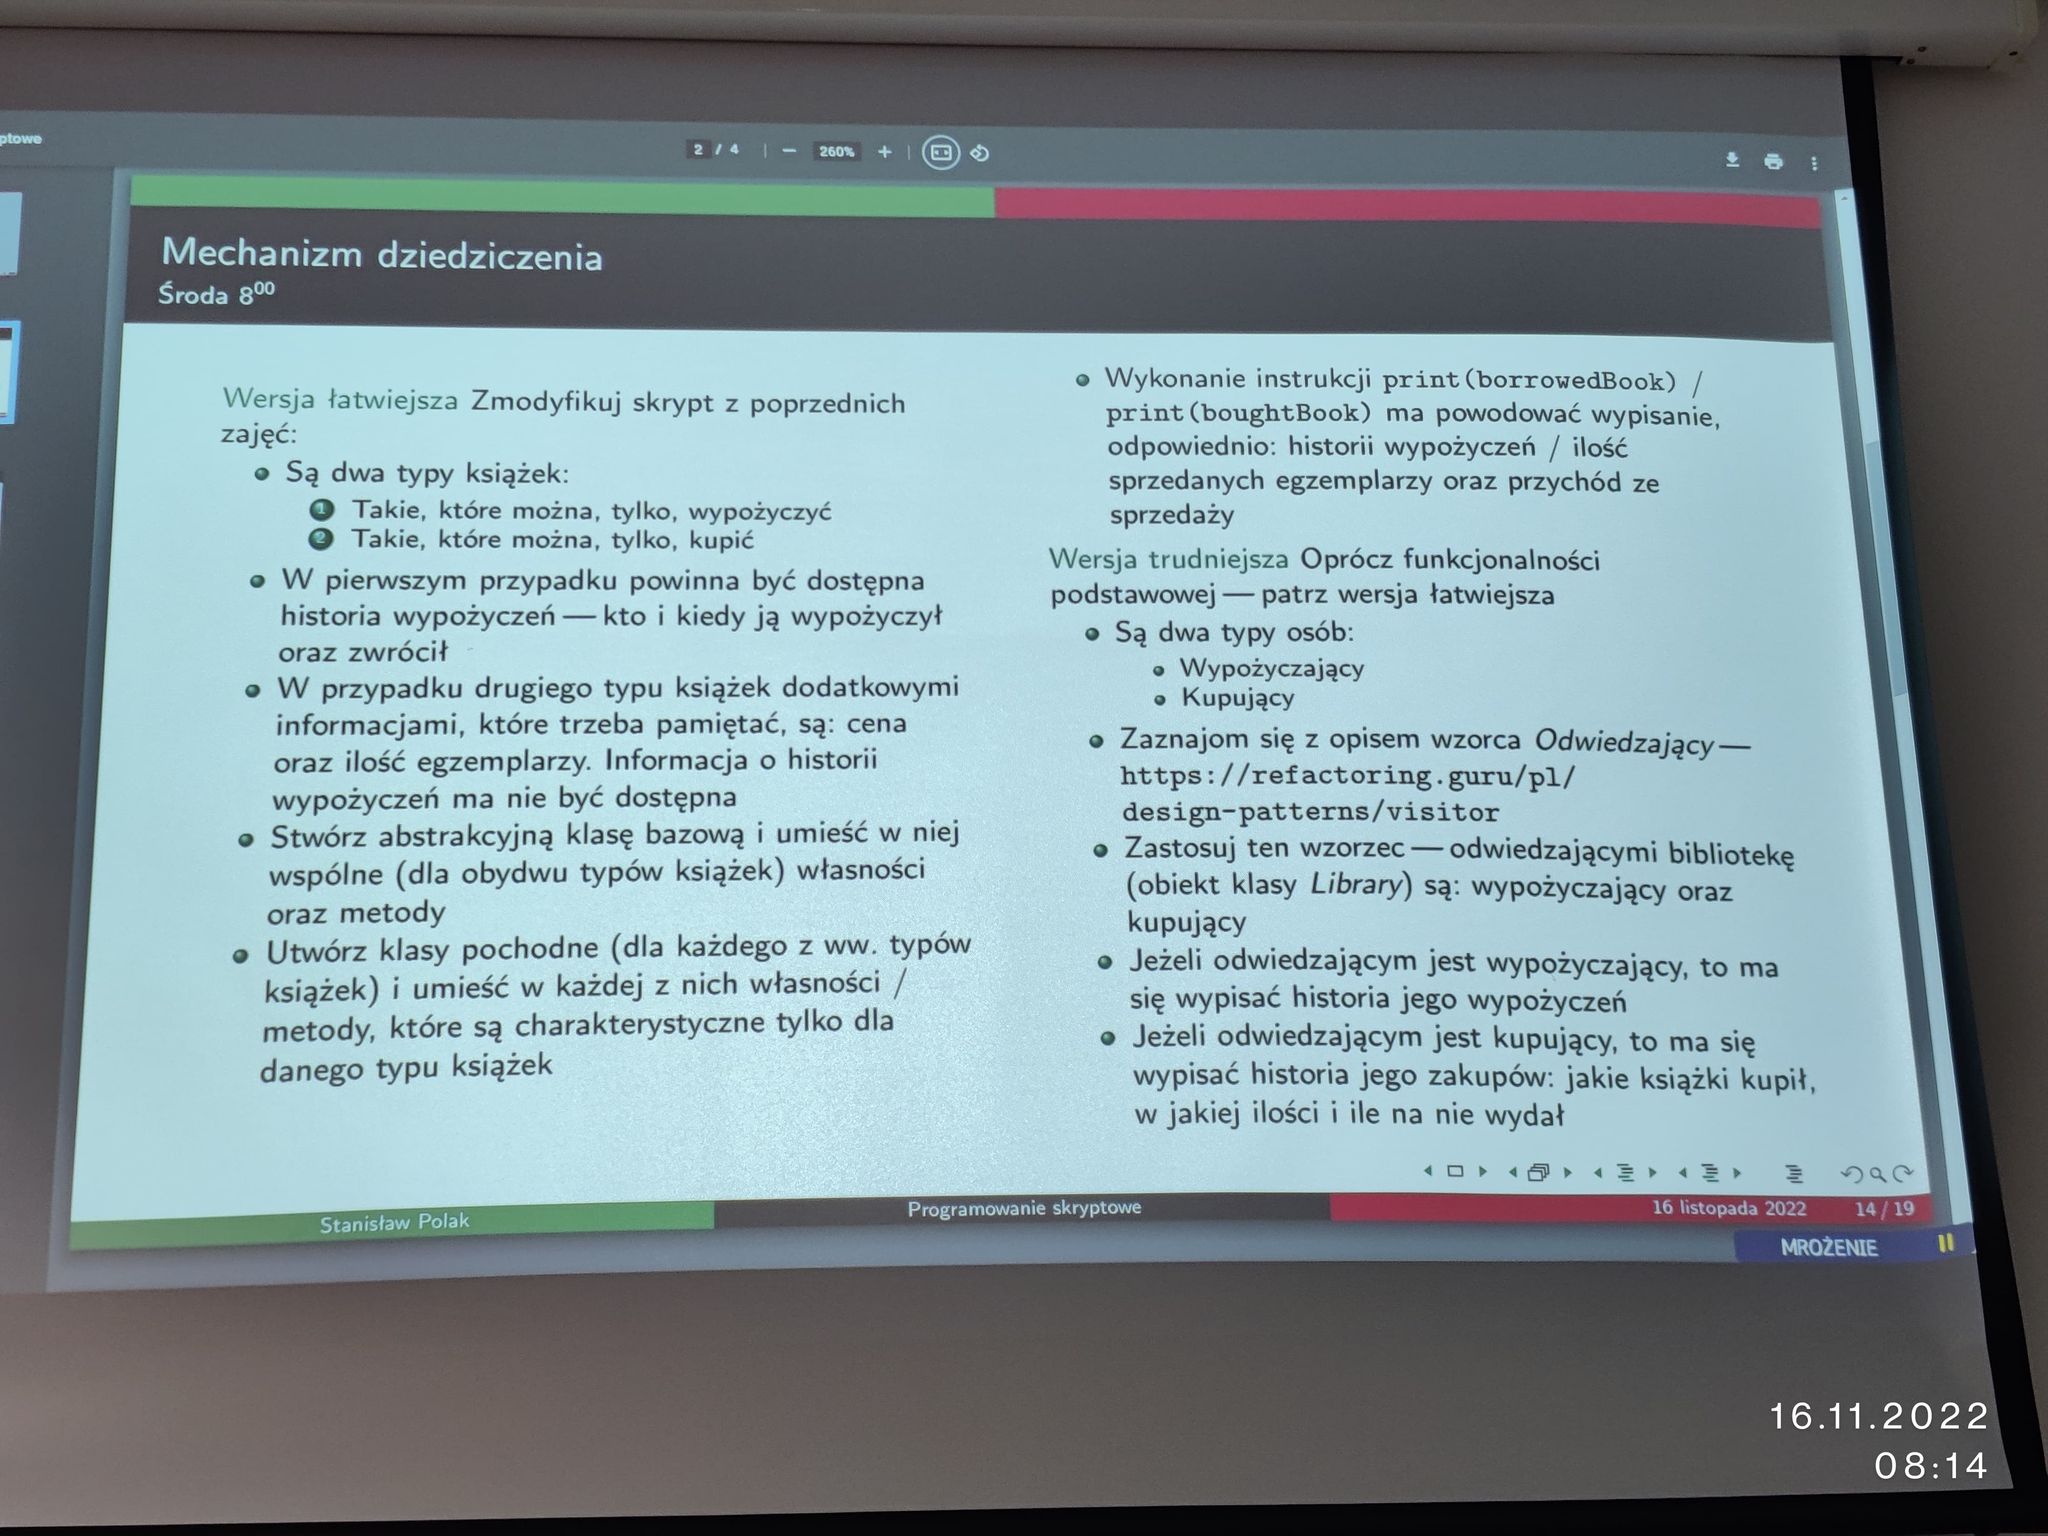 ptowe
2 / 4 | − 260% + |
Mechanizm dziedziczenia
Środa 8⁰⁰
Wersja łatwiejsza Zmodyfikuj skrypt z poprzednich
zajęć:
Są dwa typy książek:
1 Takie, które można, tylko, wypożyczyć
2 Takie, które można, tylko, kupić
W pierwszym przypadku powinna być dostępna
historia wypożyczeń — kto i kiedy ją wypożyczył
oraz zwrócił
W przypadku drugiego typu książek dodatkowymi
informacjami, które trzeba pamiętać, są: cena
oraz ilość egzemplarzy. Informacja o historii
wypożyczeń ma nie być dostępna
Stwórz abstrakcyjną klasę bazową i umieść w niej
wspólne (dla obydwu typów książek) własności
oraz metody
Utwórz klasy pochodne (dla każdego z ww. typów
książek) i umieść w każdej z nich własności /
metody, które są charakterystyczne tylko dla
danego typu książek
Wykonanie instrukcji print(borrowedBook) /
print(boughtBook) ma powodować wypisanie,
odpowiednio: historii wypożyczeń / ilość
sprzedanych egzemplarzy oraz przychód ze
sprzedaży
Wersja trudniejsza Oprócz funkcjonalności
podstawowej — patrz wersja łatwiejsza
Są dwa typy osób:
Wypożyczający
Kupujący
Zaznajom się z opisem wzorca Odwiedzający —
https://refactoring.guru/pl/
design-patterns/visitor
Zastosuj ten wzorzec — odwiedzającymi bibliotekę
(obiekt klasy Library) są: wypożyczający oraz
kupujący
Jeżeli odwiedzającym jest wypożyczający, to ma
się wypisać historia jego wypożyczeń
Jeżeli odwiedzającym jest kupujący, to ma się
wypisać historia jego zakupów: jakie książki kupił,
w jakiej ilości i ile na nie wydał
Stanisław Polak
Programowanie skryptowe
16 listopada 2022 14 / 19
MROŻENIE
16.11.2022
08:14